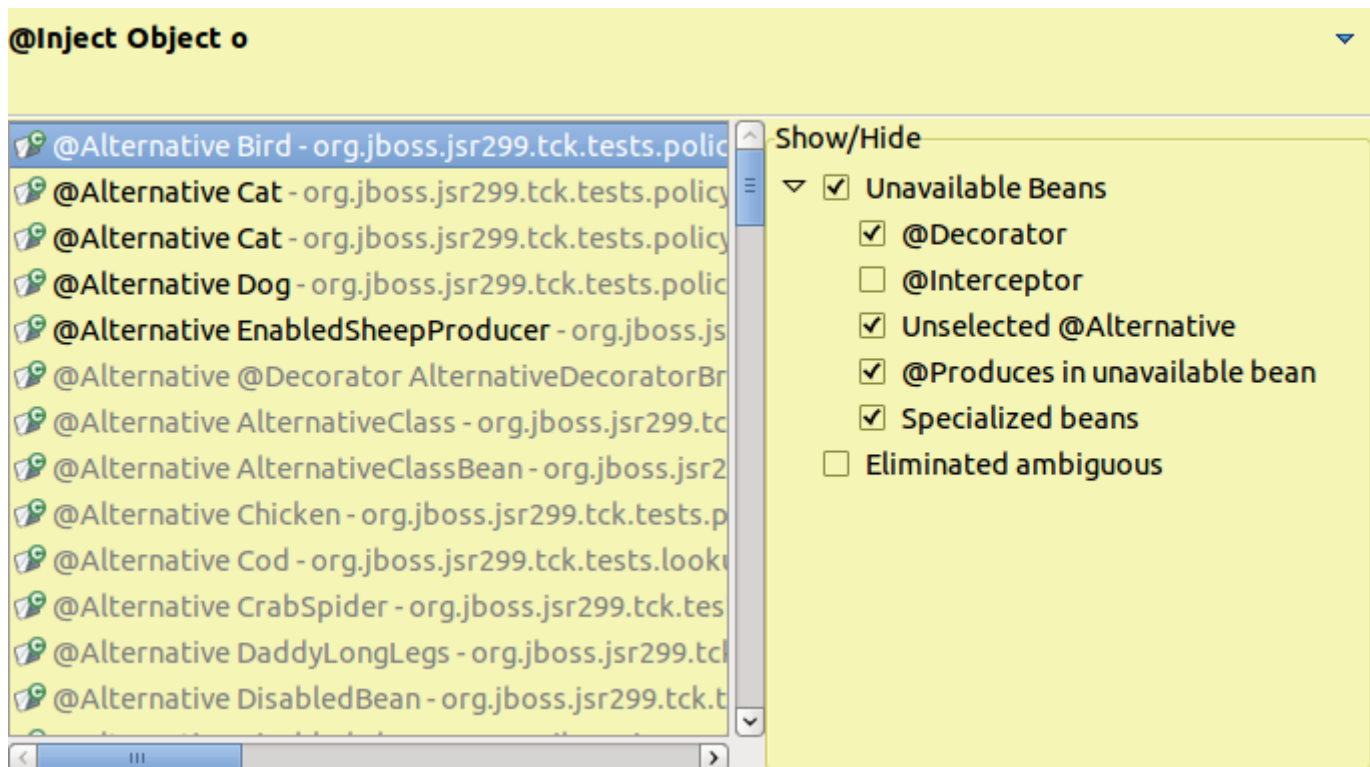 @Inject Object o
@Alternative Bird - org.jboss.jsr299.tck.tests.polic
@Alternative Cat - org.jboss.jsr299.tck.tests.policy
@Alternative Cat - org.jboss.jsr299.tck.tests.policy
@Alternative Dog - org.jboss.jsr299.tck.tests.polic
@Alternative EnabledSheepProducer - org.jboss.js
@Alternative @Decorator AlternativeDecoratorBr
@Alternative AlternativeClass - org.jboss.jsr299.tc
@Alternative AlternativeClassBean - org.jboss.jsr2
@Alternative Chicken - org.jboss.jsr299.tck.tests.p
@Alternative Cod - org.jboss.jsr299.tck.tests.looku
@Alternative CrabSpider - org.jboss.jsr299.tck.tes
@Alternative DaddyLongLegs - org.jboss.jsr299.tck
@Alternative DisabledBean - org.jboss.jsr299.tck.t
Show/Hide
Unavailable Beans
@Decorator
@Interceptor
Unselected @Alternative
@Produces in unavailable bean
Specialized beans
Eliminated ambiguous